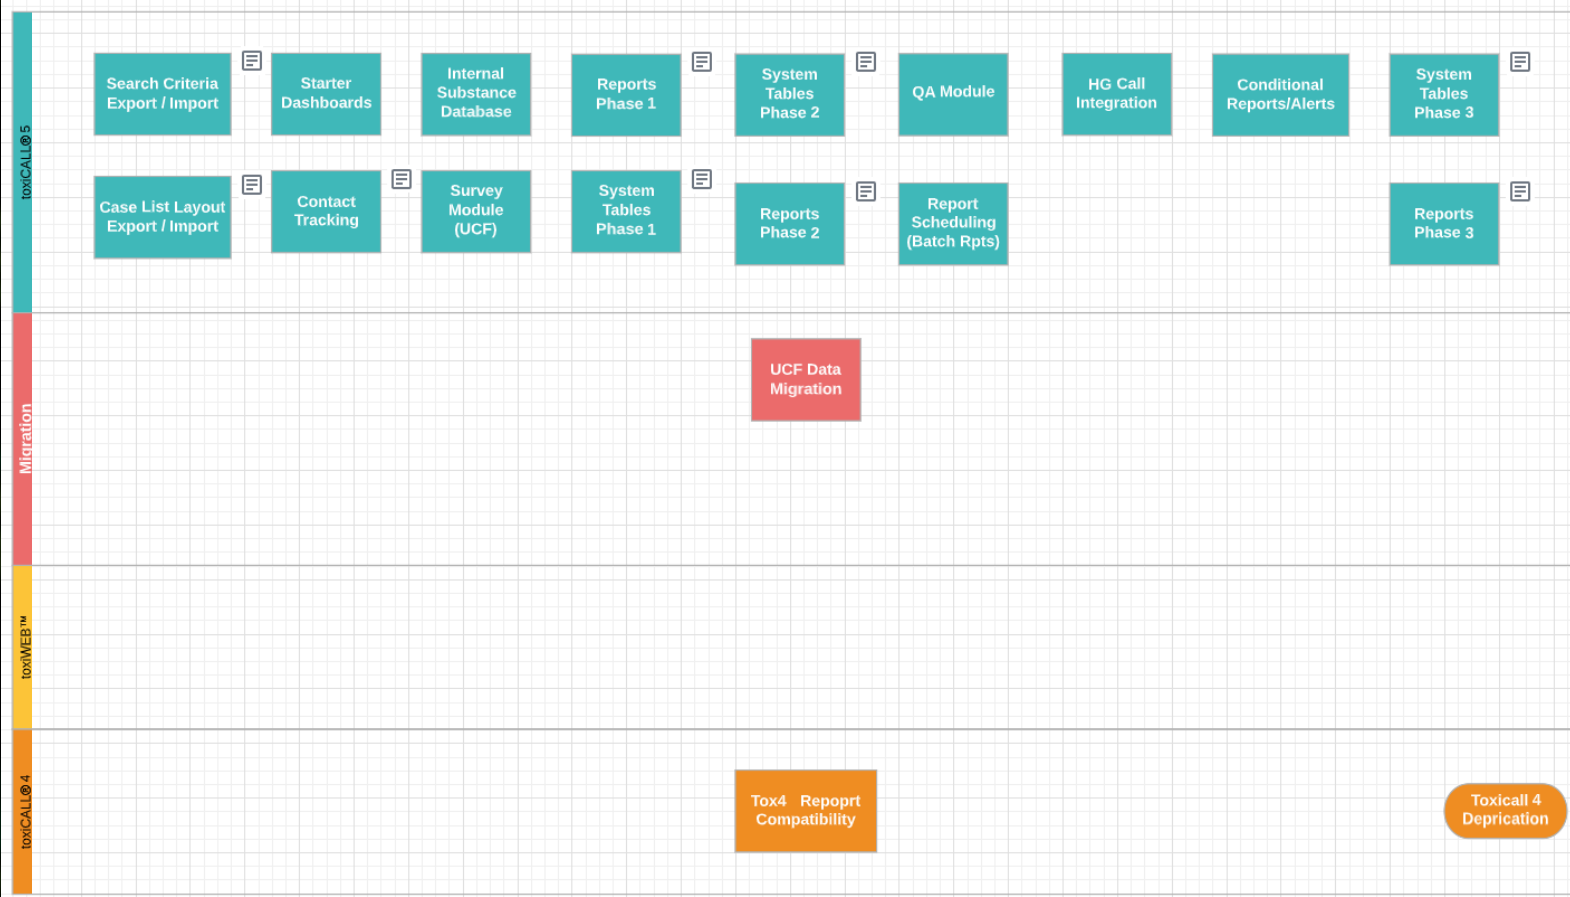 toxiCALL® 5
Search Criteria
Export / Import
Starter
Dashboards
Internal
Substance
Database
Reports
Phase 1
System
Tables
Phase 2
QA Module
HG Call
Integration
Conditional
Reports/Alerts
System
Tables
Phase 3
Case List Layout
Export / Import
Contact
Tracking
Survey
Module
(UCF)
System
Tables
Phase 1
Reports
Phase 2
Report
Scheduling
(Batch Rpts)
Reports
Phase 3
Migration
UCF Data
Migration
toxiWEB™
toxiCALL® 4
Tox4 Repoprt
Compatibility
Toxicall 4
Deprication